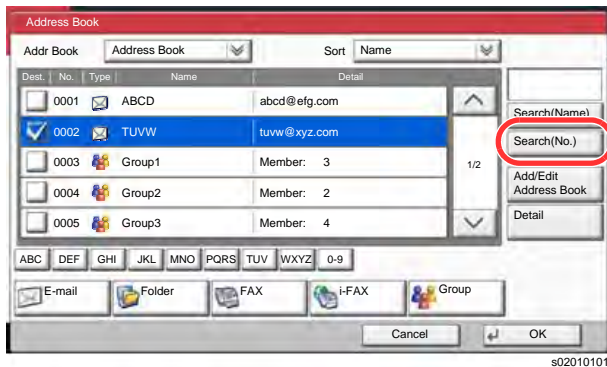 Address Book
Addr Book Address Book Sort Name
Dest. No. Type Name Detail
0001 ABCD abcd@efg.com
Search(Name)
0002 TUVW tuvw@xyz.com
Search(No.)
0003 Group1 Member: 3
1/2
Add/Edit
Address Book
0004 Group2 Member: 2
Detail
0005 Group3 Member: 4
ABC DEF GHI JKL MNO PQRS TUV WXYZ 0-9
E-mail Folder FAX i-FAX Group
Cancel OK
s02010101